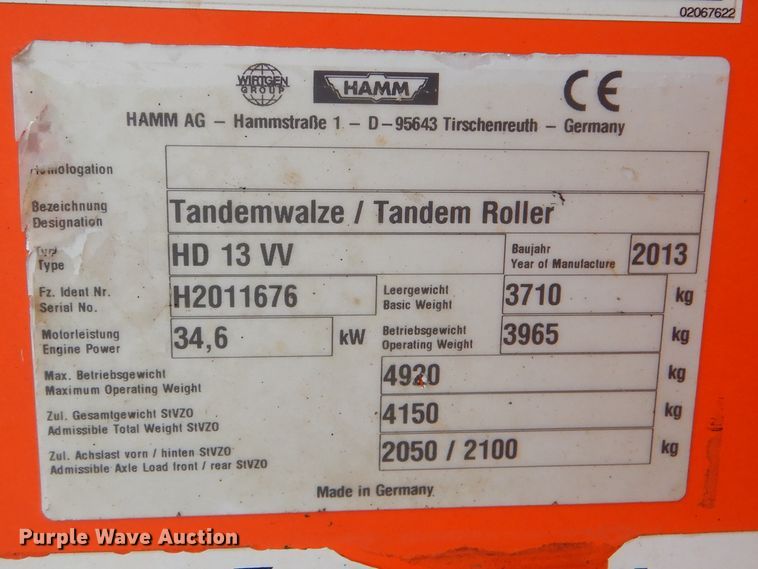 02067622
WIRTGEN
GROUP
HAMM
CE
HAMM AG - Hammstraße 1 - D-95643 Tirschenreuth - Germany
Homologation
Bezeichnung
Designation
Tandemwalze / Tandem Roller
Typ
Type
HD 13 VV
Baujahr
Year of Manufacture
2013
Fz. Ident Nr.
Serial No.
H2011676
Leergewicht
Basic Weight
3710
kg
Motorleistung
Engine Power
34,6
kW
Betriebsgewicht
Operating Weight
3965
kg
Max. Betriebsgewicht
Maximum Operating Weight
4920
kg
Zul. Gesamtgewicht StVZO
Admissible Total Weight StVZO
4150
kg
Zul. Achslast vorn / hinten StVZO
Admissible Axle Load front / rear StVZO
2050 / 2100
kg
Made in Germany
Purple Wave Auction